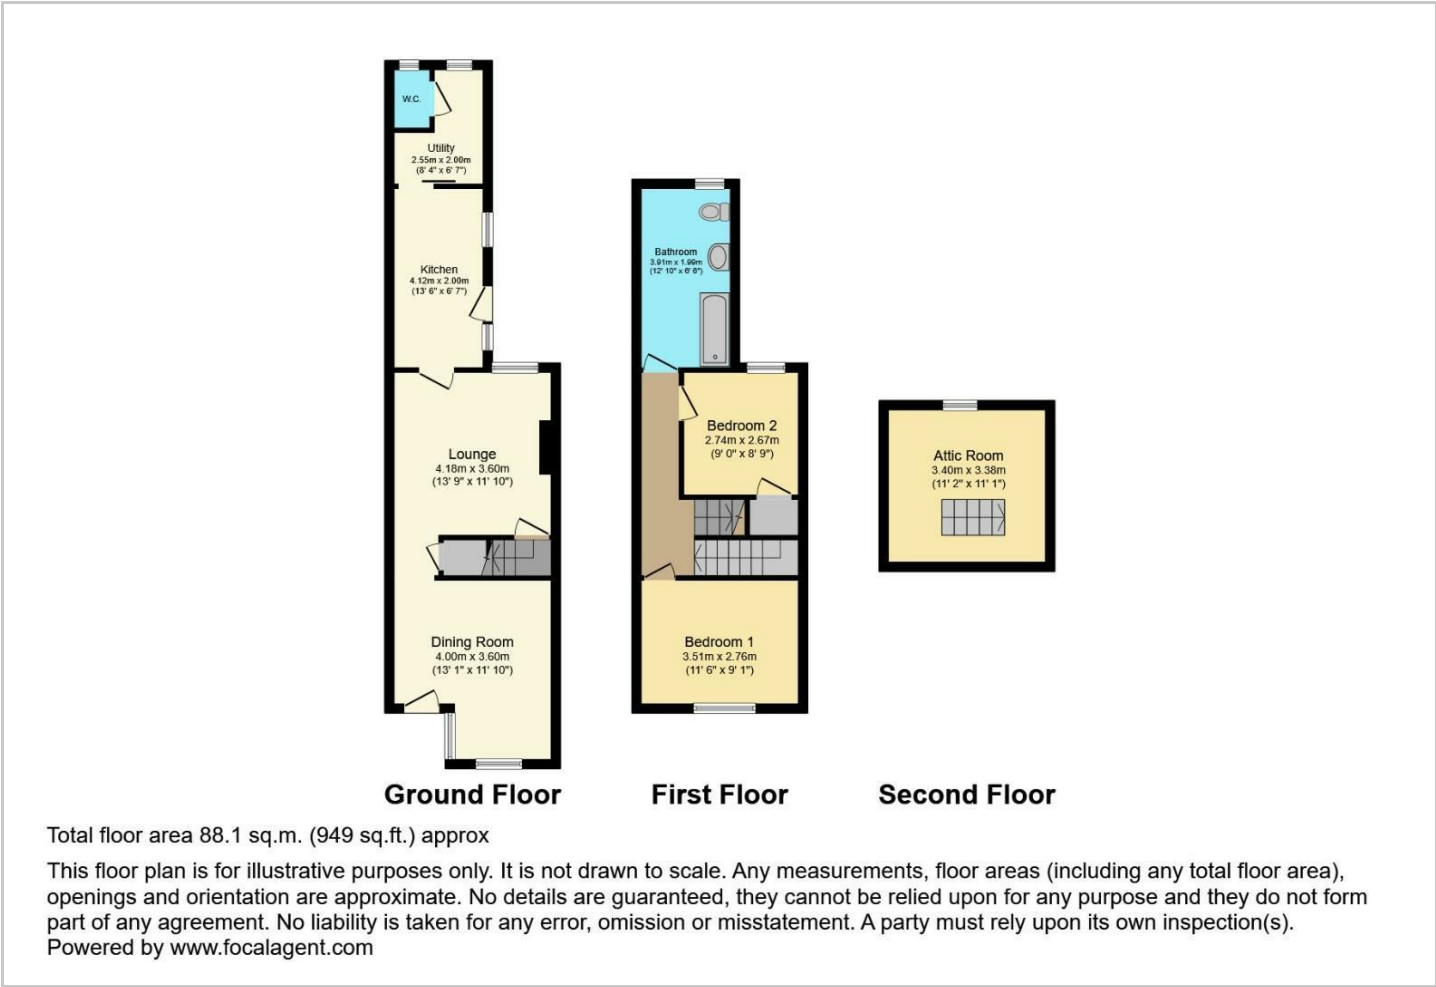 W.C.
Utility
2.55m x 2.00m
(8' 4" x 6' 7")
Kitchen
4.12m x 2.00m
(13' 6" x 6' 7")
Lounge
4.18m x 3.60m
(13' 9" x 11' 10")
Dining Room
4.00m x 3.60m
(13' 1" x 11' 10")
Ground Floor
Bathroom
3.91m x 1.99m
(12' 10" x 6' 6")
Bedroom 2
2.74m x 2.67m
(9' 0" x 8' 9")
Bedroom 1
3.51m x 2.76m
(11' 6" x 9' 1")
First Floor
Attic Room
3.40m x 3.38m
(11' 2" x 11' 1")
Second Floor
Total floor area 88.1 sq.m. (949 sq.ft.) approx
This floor plan is for illustrative purposes only. It is not drawn to scale. Any measurements, floor areas (including any total floor area),
openings and orientation are approximate. No details are guaranteed, they cannot be relied upon for any purpose and they do not form
part of any agreement. No liability is taken for any error, omission or misstatement. A party must rely upon its own inspection(s).
Powered by www.focalagent.com